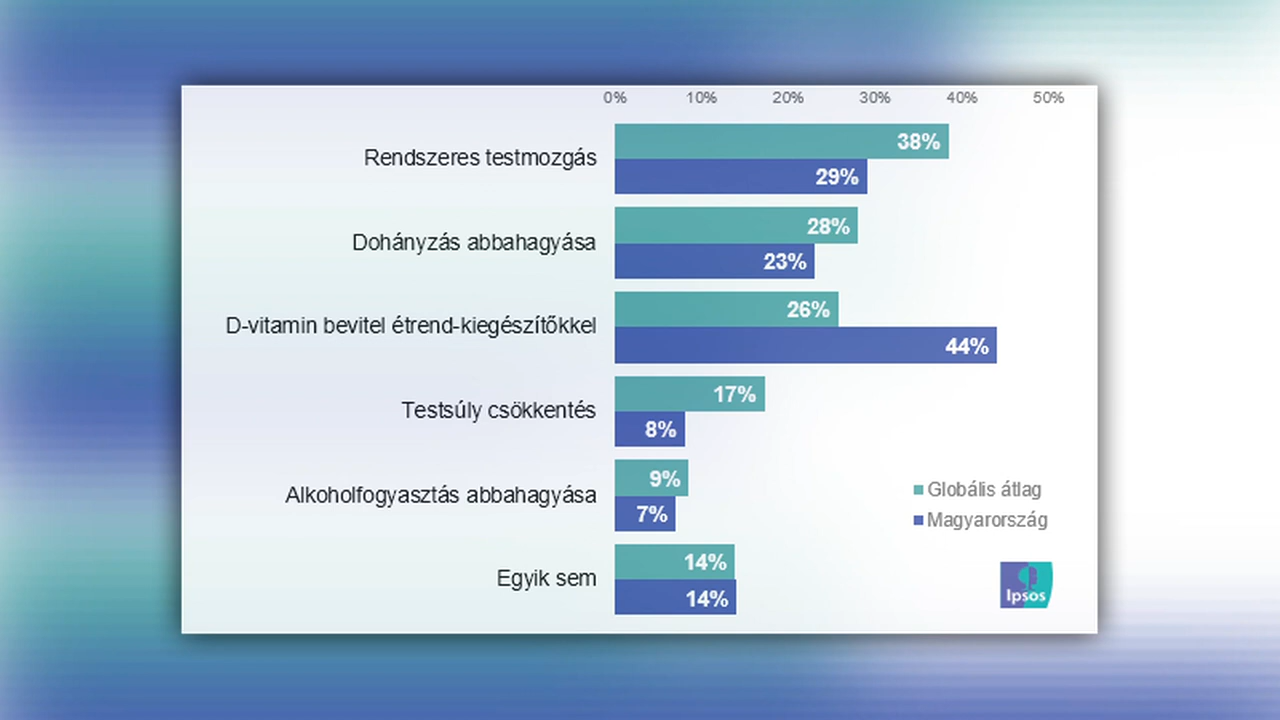 0% 10% 20% 30% 40% 50%
Rendszeres testmozgás 38%
29%
Dohányzás abbahagyása 28%
23%
D-vitamin bevitel étrend-kiegészítőkkel 26%
44%
Testsúly csökkentés 17%
8%
Alkoholfogyasztás abbahagyása 9%
7%
Egyik sem 14%
14%
Globális átlag
Magyarország
Ipsos